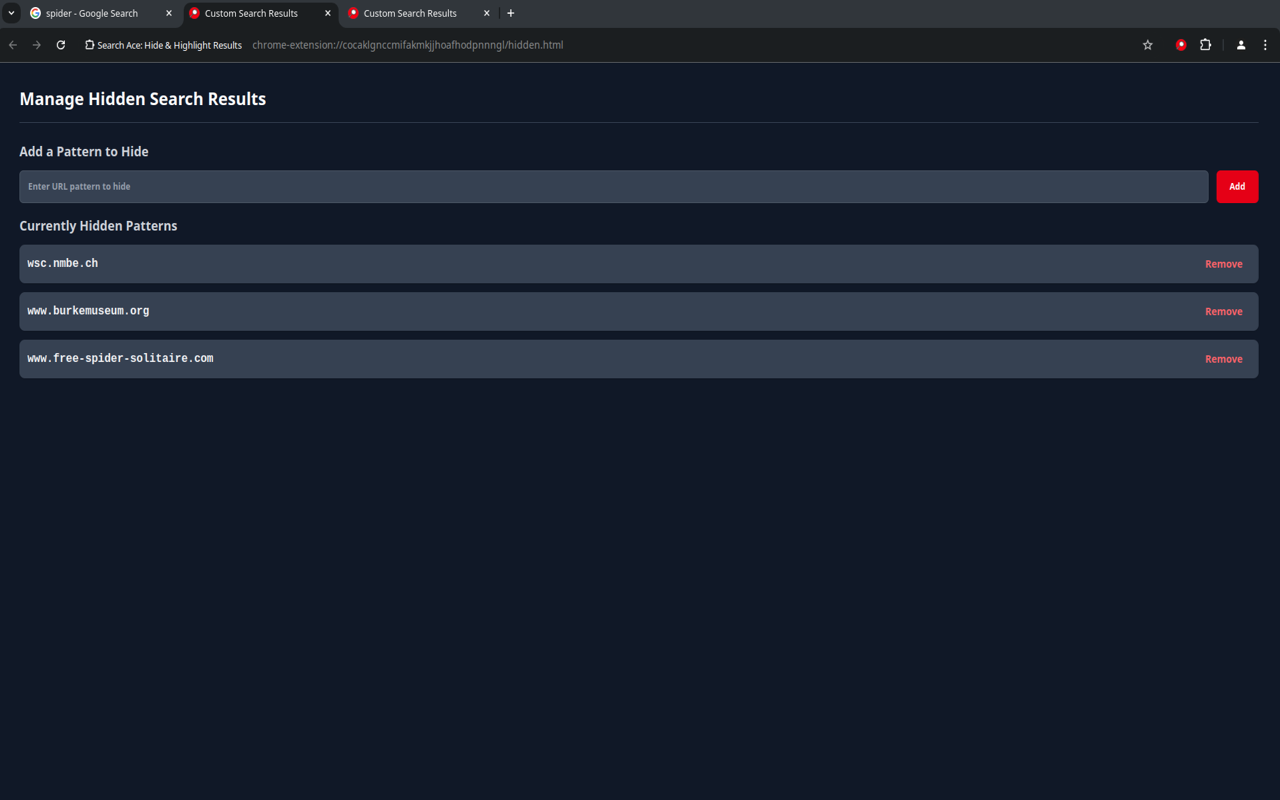 spider - Google Search
Custom Search Results
Custom Search Results
Search Ace: Hide & Highlight Results
chrome-extension://cocaklgnccmifakmkjjhoafhodpnnngl/hidden.html
Manage Hidden Search Results
Add a Pattern to Hide
Enter URL pattern to hide
Add
Currently Hidden Patterns
wsc.nmbe.ch
Remove
www.burkemuseum.org
Remove
www.free-spider-solitaire.com
Remove